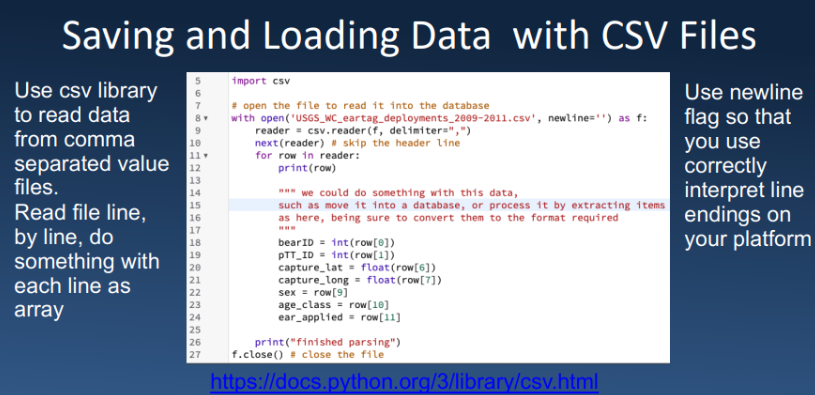 Saving and Loading Data with CSV Files
Use csv library
to read data
from comma
separated value
files.
Read file line,
by line, do
something with
each line as
array
5 import csv
6
7 # open the file to read it into the database
8 with open('USGS_WC_eartag_deployments_2009-2011.csv', newline='') as f:
9 reader = csv.reader(f, delimiter=",")
10 next(reader) # skip the header line
11 for row in reader:
12 print(row)
13
14 """ we could do something with this data,
15 such as move it into a database, or process it by extracting items
16 as here, being sure to convert them to the format required
17 """
18 bearID = int(row[0])
19 pTT_ID = int(row[1])
20 capture_lat = float(row[6])
21 capture_long = float(row[7])
22 sex = row[9]
23 age_class = row[10]
24 ear_applied = row[11]
25
26 print("finished parsing")
27 f.close() # close the file
Use newline
flag so that
you use
correctly
interpret line
endings on
your platform
https://docs.python.org/3/library/csv.html